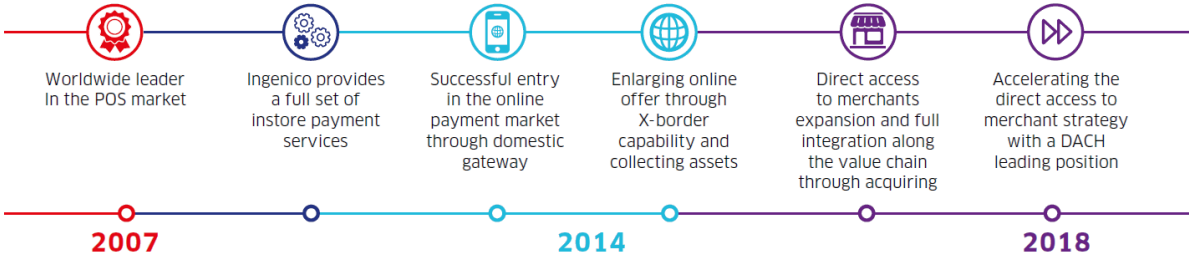 Worldwide leader
In the POS market
Ingenico provides
a full set of
instore payment
services
Successful entry
in the online
payment market
through domestic
gateway
Enlarging online
offer through
X-border
capability and
collecting assets
Direct access
to merchants
expansion and full
integration along
the value chain
through acquiring
Accelerating the
direct access to
merchant strategy
with a DACH
leading position
2007
2014
2018